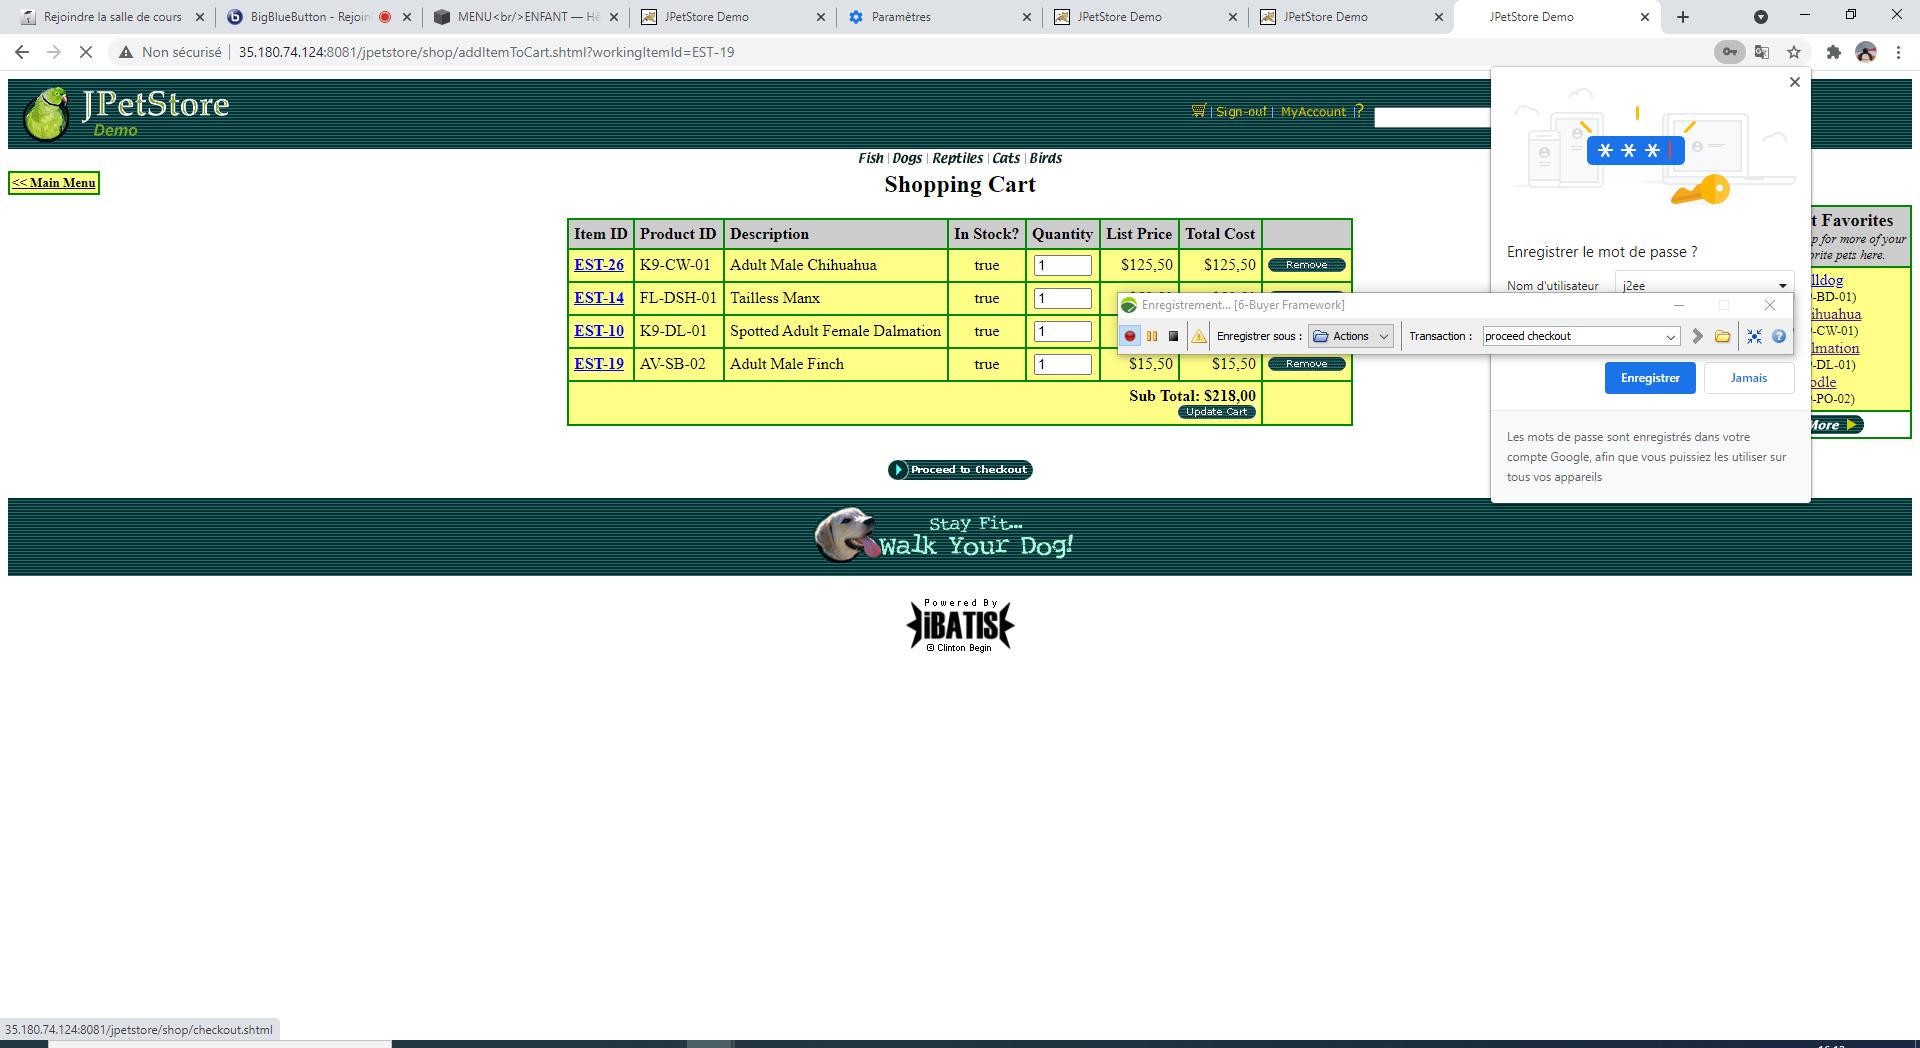 Rejoindre la salle de cours
BigBlueButton - Rejoin
MENU<br/>ENFANT — Hé
JPetStore Demo
Paramètres
JPetStore Demo
JPetStore Demo
JPetStore Demo
Non sécurisé
35.180.74.124:8081/jpetstore/shop/addItemToCart.shtml?workingItemId=EST-19
JPetStore
Demo
Sign-out | MyAccount | ?
Fish | Dogs | Reptiles | Cats | Birds
<< Main Menu
Shopping Cart
Item ID Product ID Description In Stock? Quantity List Price Total Cost
EST-26 K9-CW-01 Adult Male Chihuahua true 1 $125,50 $125,50 Remove
EST-14 FL-DSH-01 Tailless Manx true 1
EST-10 K9-DL-01 Spotted Adult Female Dalmation true 1
EST-19 AV-SB-02 Adult Male Finch true 1 $15,50 $15,50 Remove
Sub Total: $218,00
Update Cart
Proceed to Checkout
***
Enregistrer le mot de passe ?
Nom d'utilisateur j2ee
Enregistrement... [6-Buyer Framework]
Enregistrer sous : Actions Transaction : proceed checkout
Enregistrer Jamais
Les mots de passe sont enregistrés dans votre
compte Google, afin que vous puissiez les utiliser sur
tous vos appareils
t Favorites
p for more of your
orite pets here.
lldog
-BD-01)
ihuahua
-CW-01)
lmation
-DL-01)
odle
-PO-02)
More
Stay Fit...
Walk Your Dog!
Powered By
iBATIS
© Clinton Begin
35.180.74.124:8081/jpetstore/shop/checkout.shtml